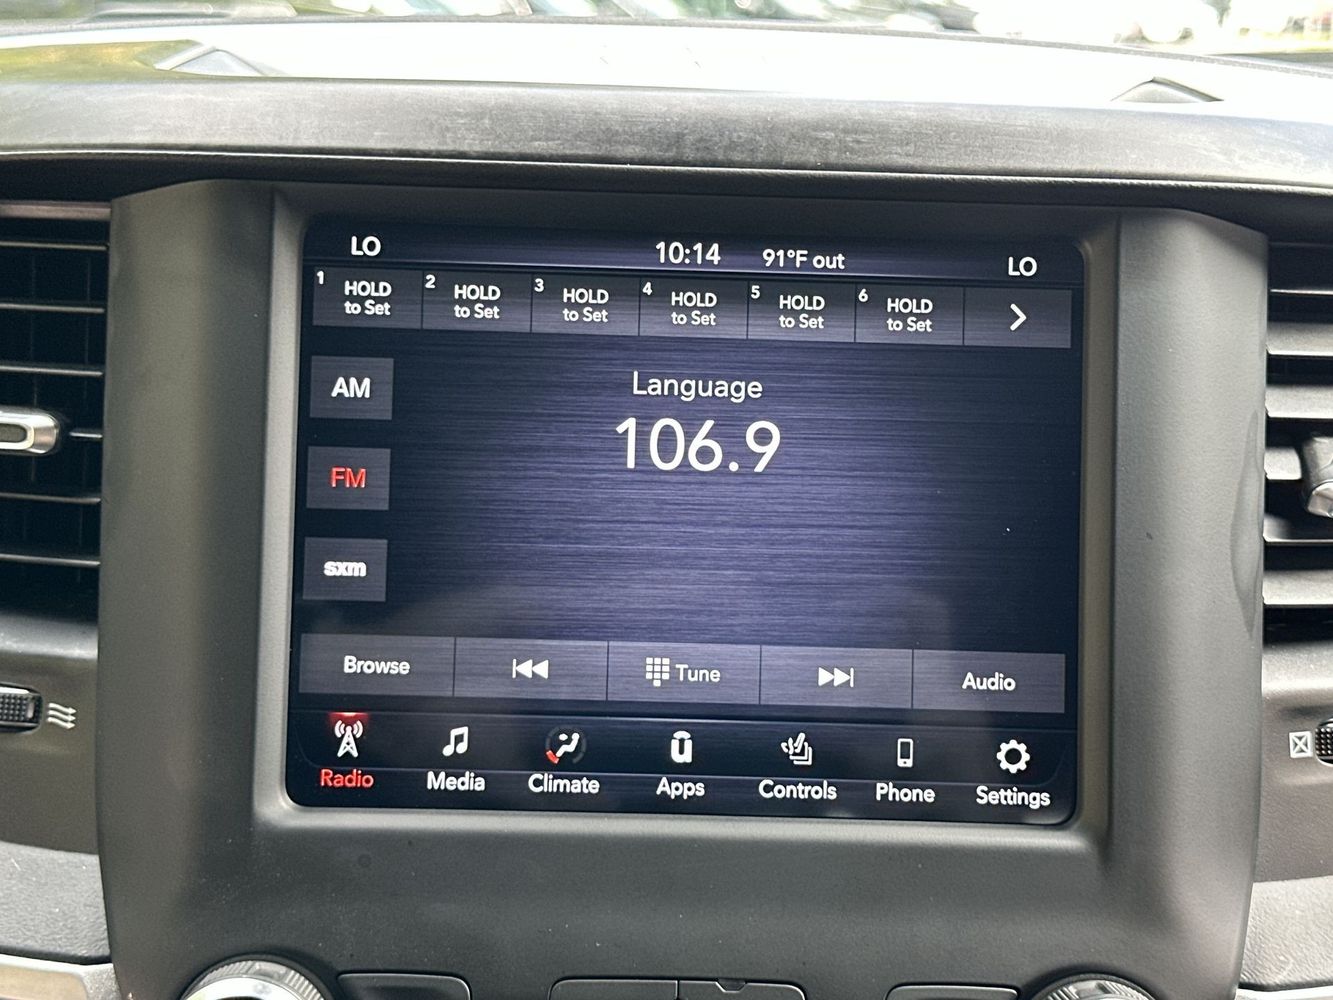 LO 10:14 91°F out LO
1 HOLD to Set
2 HOLD to Set
3 HOLD to Set
4 HOLD to Set
5 HOLD to Set
6 HOLD to Set
AM
Language
106.9
FM
sxm
Browse Tune Audio
Radio Media Climate Apps Controls Phone Settings